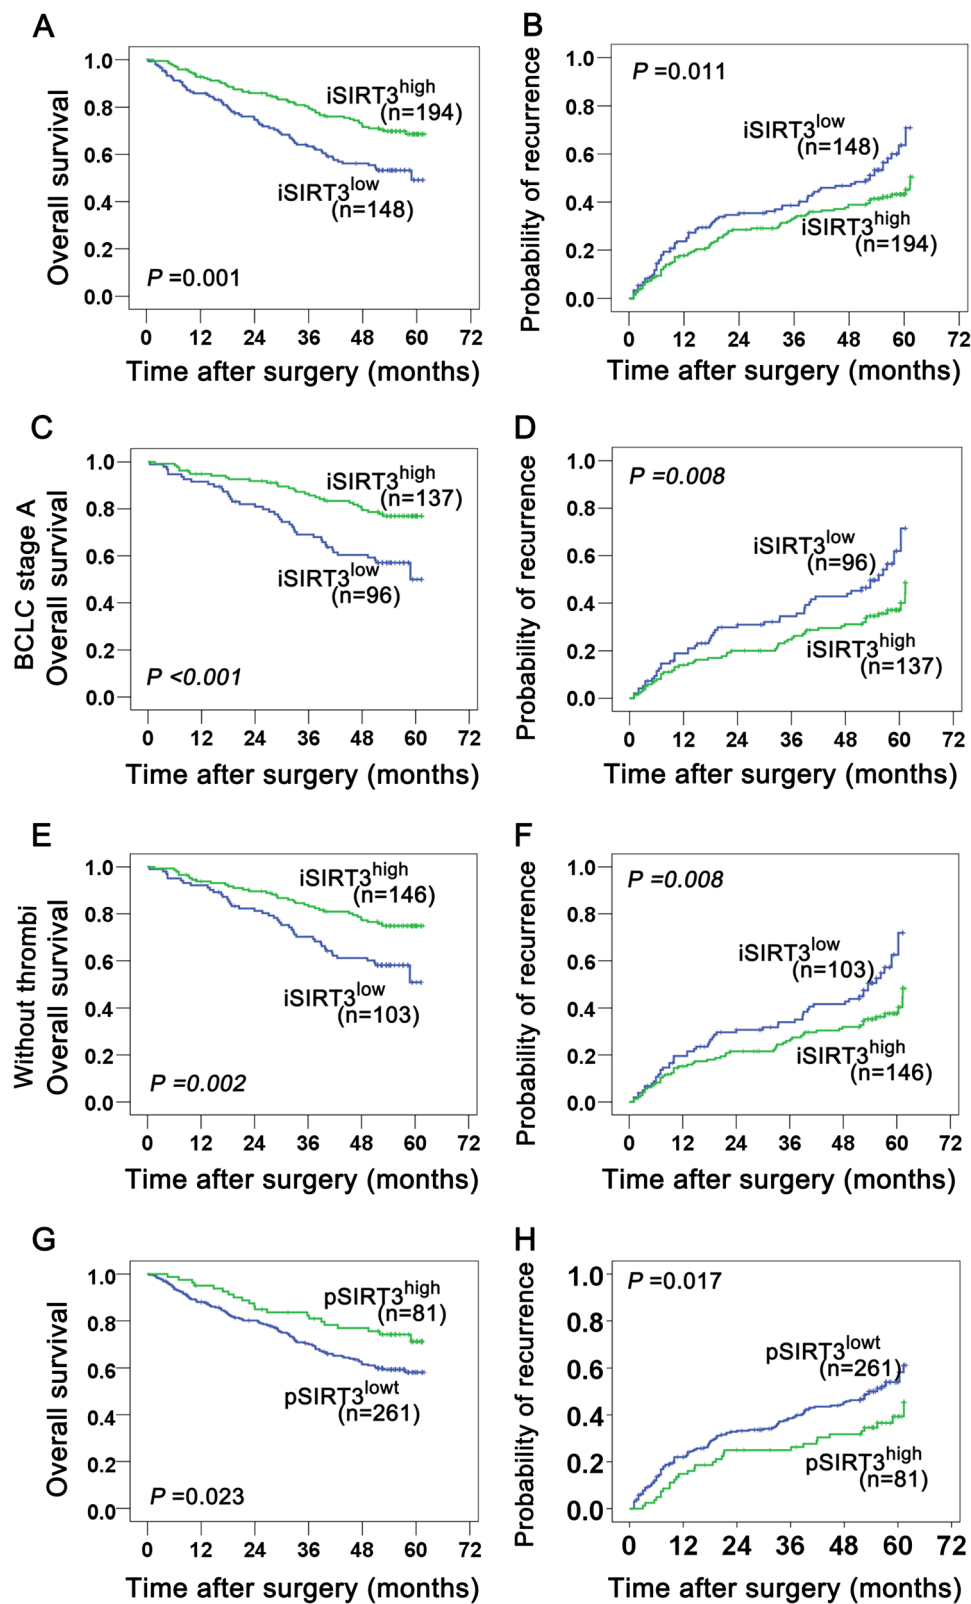 A
Overall survival
1.0
0.8
0.6
0.4
0.2
0.0
iSIRT3high
(n=194)
iSIRT3low
(n=148)
P =0.001
0 12 24 36 48 60 72
Time after surgery (months)
B
Probability of recurrence
1.0
0.8
0.6
0.4
0.2
0.0
P =0.011
iSIRT3low
(n=148)
iSIRT3high
(n=194)
0 12 24 36 48 60 72
Time after surgery (months)
C
BCLC stage A
Overall survival
1.0
0.8
0.6
0.4
0.2
0.0
iSIRT3high
(n=137)
iSIRT3low
(n=96)
P <0.001
0 12 24 36 48 60 72
Time after surgery (months)
D
Probability of recurrence
1.0
0.8
0.6
0.4
0.2
0.0
P =0.008
iSIRT3low
(n=96)
iSIRT3high
(n=137)
0 12 24 36 48 60 72
Time after surgery (months)
E
Without thrombi
Overall survival
1.0
0.8
0.6
0.4
0.2
0.0
iSIRT3high
(n=146)
iSIRT3low
(n=103)
P =0.002
0 12 24 36 48 60 72
Time after surgery (months)
F
Probability of recurrence
1.0
0.8
0.6
0.4
0.2
0.0
P =0.008
iSIRT3low
(n=103)
iSIRT3high
(n=146)
0 12 24 36 48 60 72
Time after surgery (months)
G
Overall survival
1.0
0.8
0.6
0.4
0.2
0.0
pSIRT3high
(n=81)
pSIRT3lowt
(n=261)
P =0.023
0 12 24 36 48 60 72
Time after surgery (months)
H
Probability of recurrence
1.0
0.8
0.6
0.4
0.2
0.0
P =0.017
pSIRT3lowt
(n=261)
pSIRT3high
(n=81)
0 12 24 36 48 60 72
Time after surgery (months)